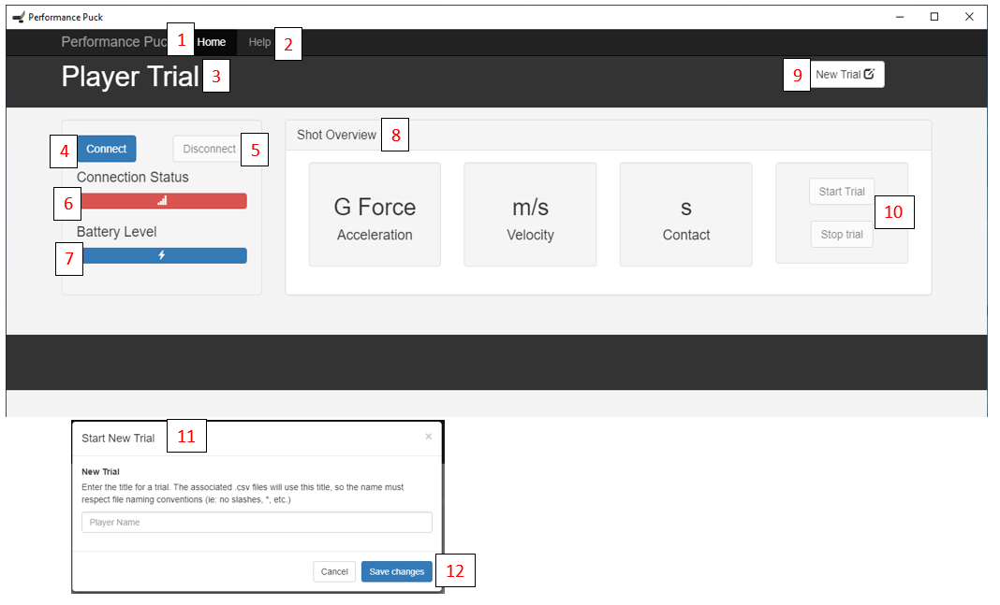 Performance Puck
Performance Puc 1 Home Help 2
Player Trial 3
9 New Trial
4 Connect Disconnect 5
Connection Status
6
Battery Level
7
Shot Overview 8
G Force
Acceleration
m/s
Velocity
s
Contact
Start Trial
10
Stop trial
Start New Trial 11 ×
New Trial
Enter the title for a trial. The associated .csv files will use this title, so the name must
respect file naming conventions (ie: no slashes, *, etc.)
Player Name
Cancel Save changes 12